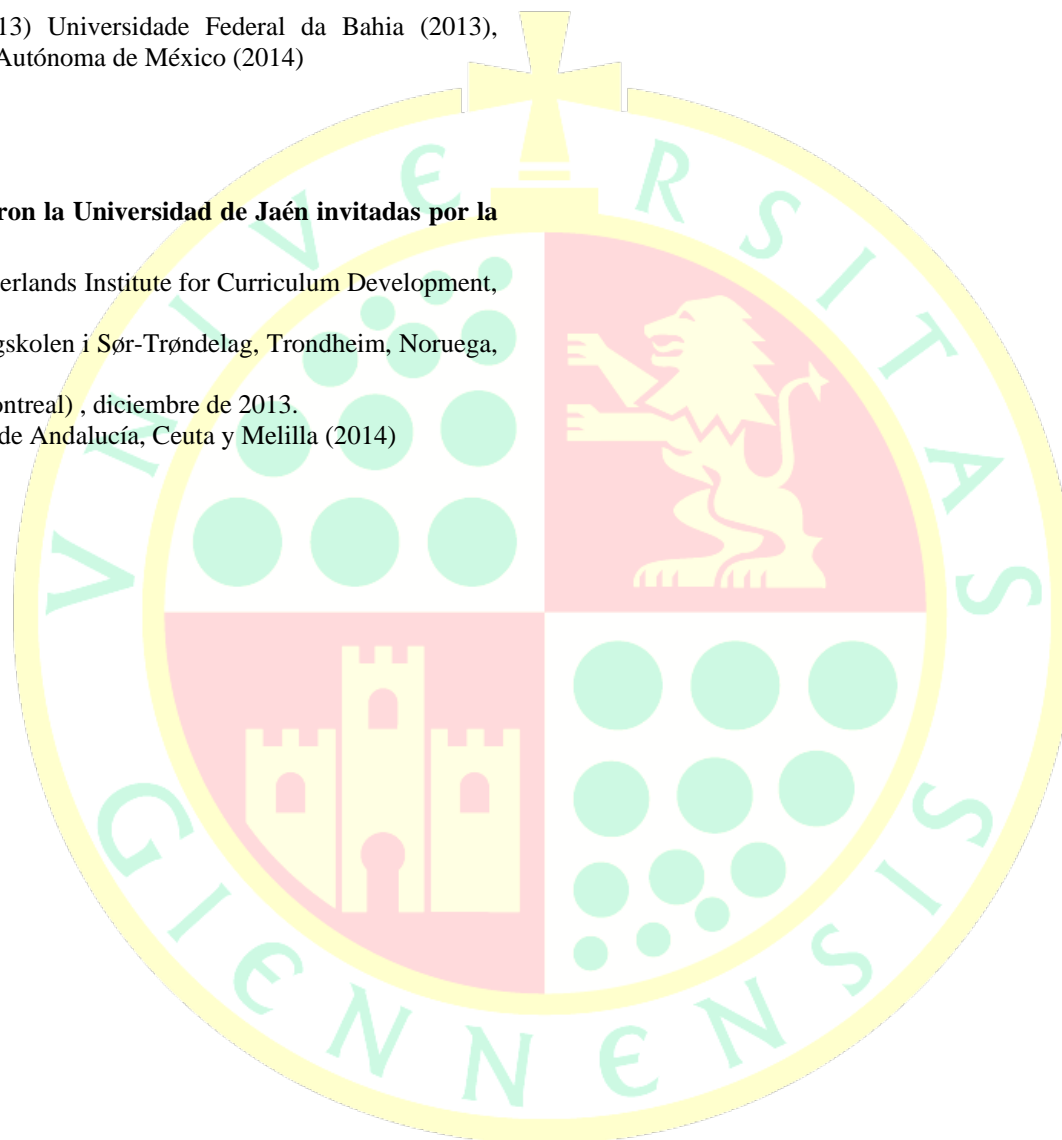 13) Universidade Federal da Bahia (2013),
Autónoma de México (2014)
ron la Universidad de Jaén invitadas por la
erlands Institute for Curriculum Development,
gskolen i Sør-Trøndelag, Trondheim, Noruega,
ontreal) , diciembre de 2013.
de Andalucía, Ceuta y Melilla (2014)
VNIVERSITAS
GIENNENSIS